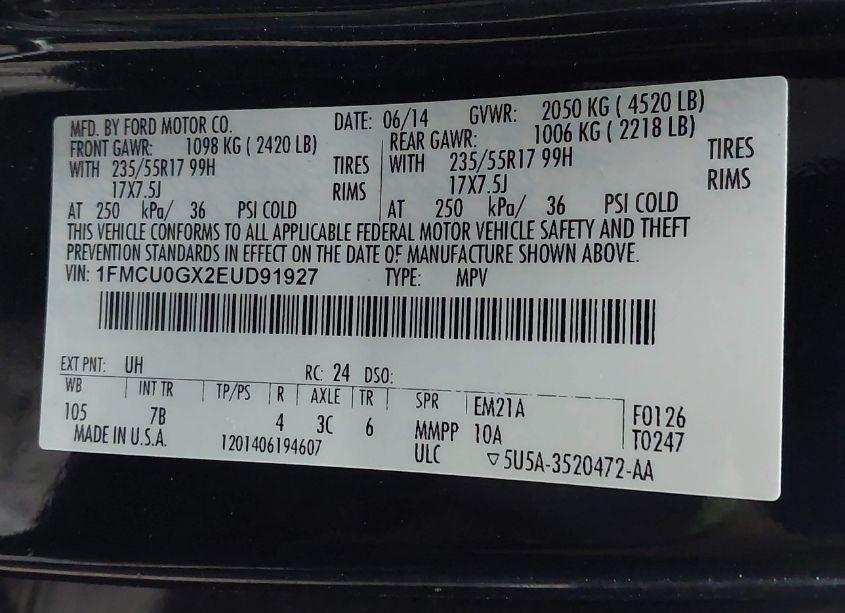 MFD. BY FORD MOTOR CO. DATE: 06/14 GVWR: 2050 KG ( 4520 LB)
FRONT GAWR: 1098 KG ( 2420 LB) REAR GAWR: 1006 KG ( 2218 LB)
WITH 235/55R17 99H TIRES WITH 235/55R17 99H TIRES
17X7.5J RIMS 17X7.5J RIMS
AT 250 kPa/ 36 PSI COLD AT 250 kPa/ 36 PSI COLD
THIS VEHICLE CONFORMS TO ALL APPLICABLE FEDERAL MOTOR VEHICLE SAFETY AND THEFT
PREVENTION STANDARDS IN EFFECT ON THE DATE OF MANUFACTURE SHOWN ABOVE.
VIN: 1FMCU0GX2EUD91927 TYPE: MPV
EXT PNT: UH RC: 24 DSO:
WB INT TR TP/PS R AXLE TR SPR EM21A F0126
105 7B 4 3C 6 MMPP 10A T0247
MADE IN U.S.A. 1201406194607 ULC ▽5U5A-3520472-AA